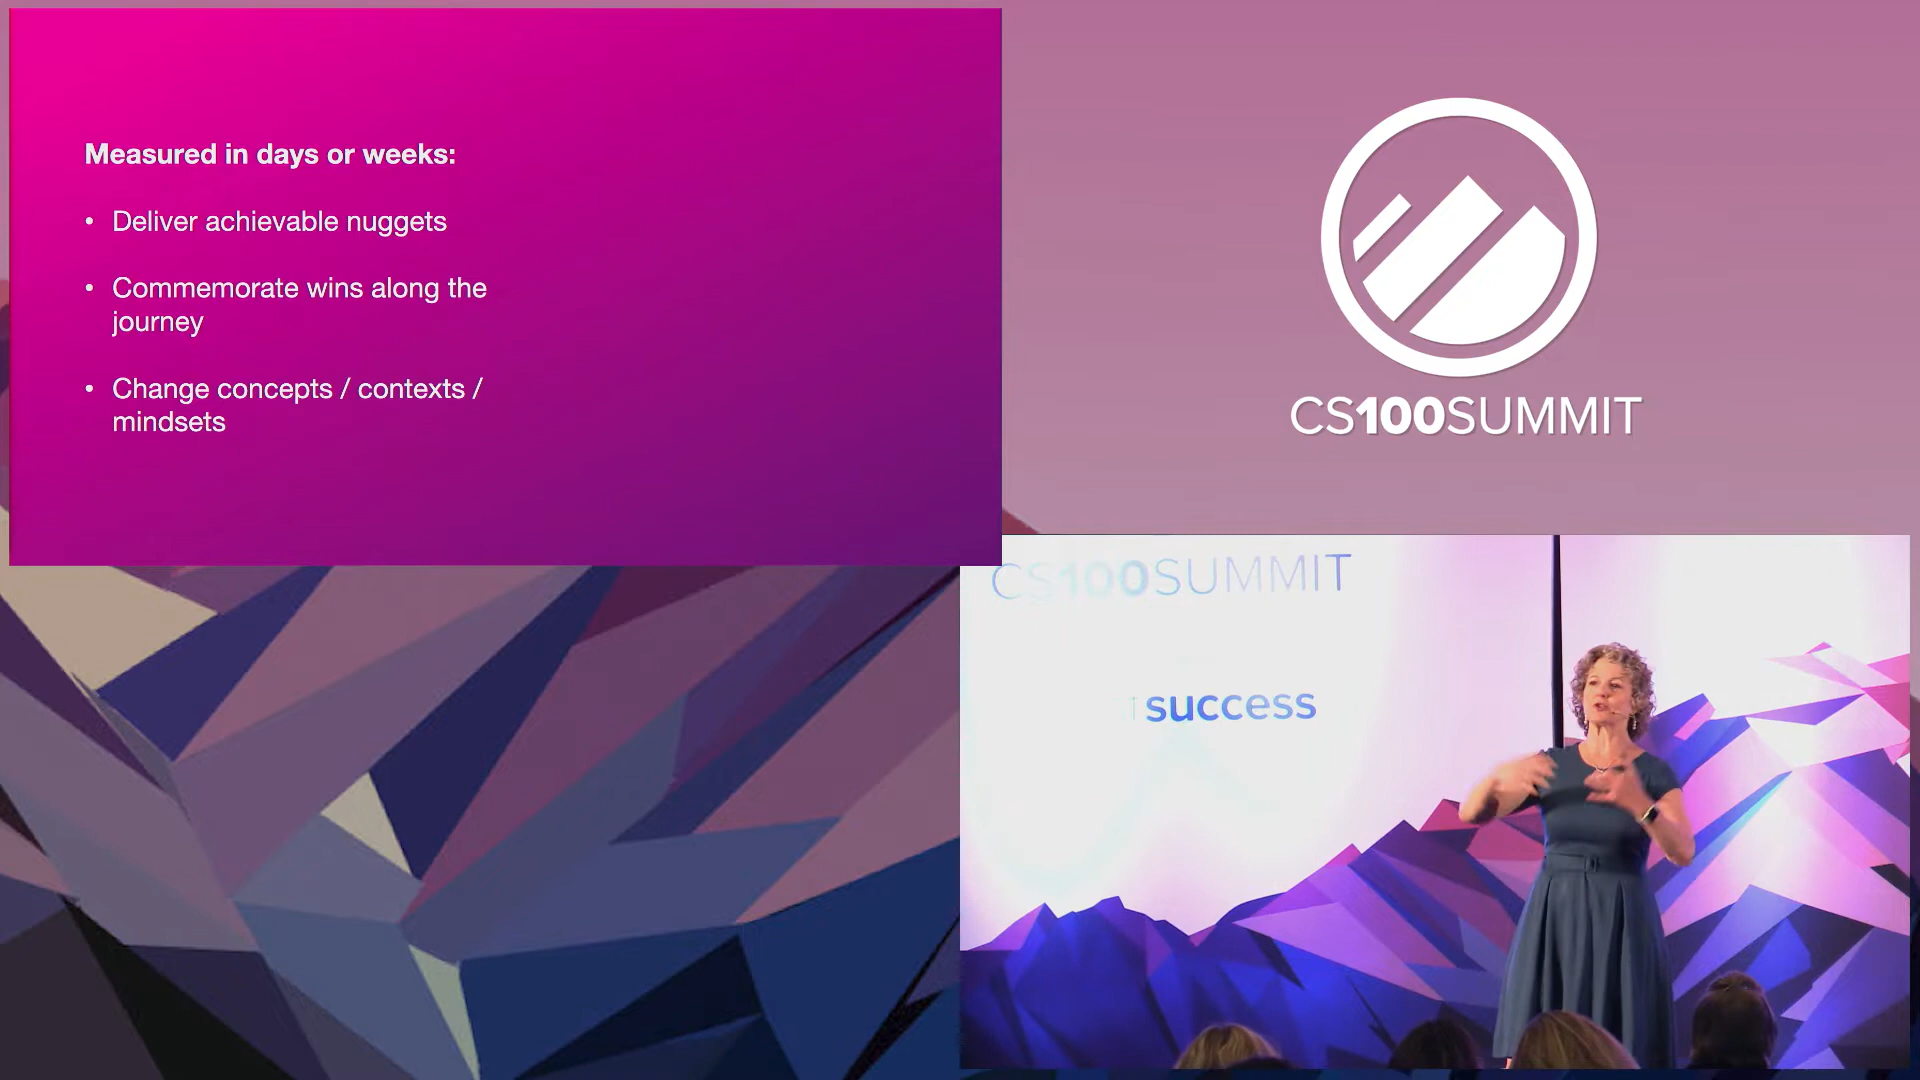 Measured in days or weeks:
• Deliver achievable nuggets
• Commemorate wins along the
journey
• Change concepts / contexts /
mindsets
CS100SUMMIT
CS100SUMMIT
success